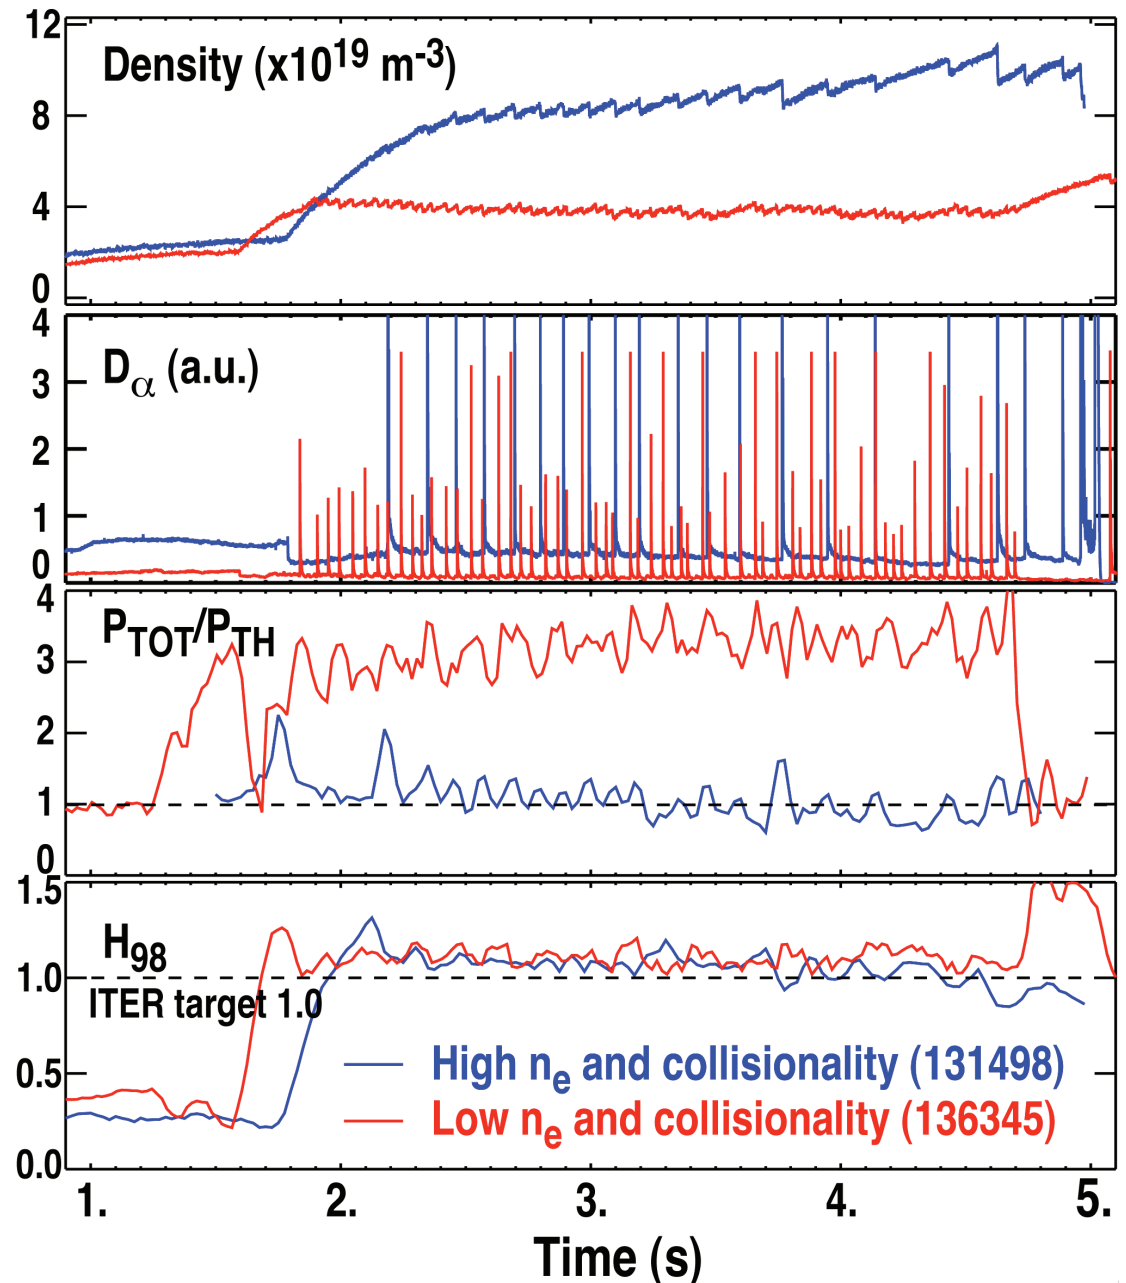 12
Density (x10¹⁹ m⁻³)
8
4
0
4
Dα (a.u.)
3
2
1
0
4
P_TOT/P_TH
3
2
1
0
1.5
H₉₈
1.0
ITER target 1.0
High nₑ and collisionality (131498)
0.5
Low nₑ and collisionality (136345)
0.0
1. 2. 3. 4. 5.
Time (s)